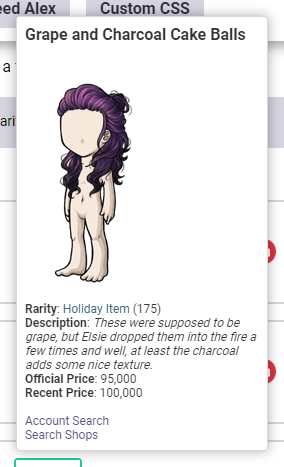 eed Alex
Custom CSS
Grape and Charcoal Cake Balls
a
ari
Rarity: Holiday Item (175)
Description: These were supposed to be
grape, but Elsie dropped them into the fire a
few times and well, at least the charcoal
adds some nice texture.
Official Price: 95,000
Recent Price: 100,000
Account Search
Search Shops